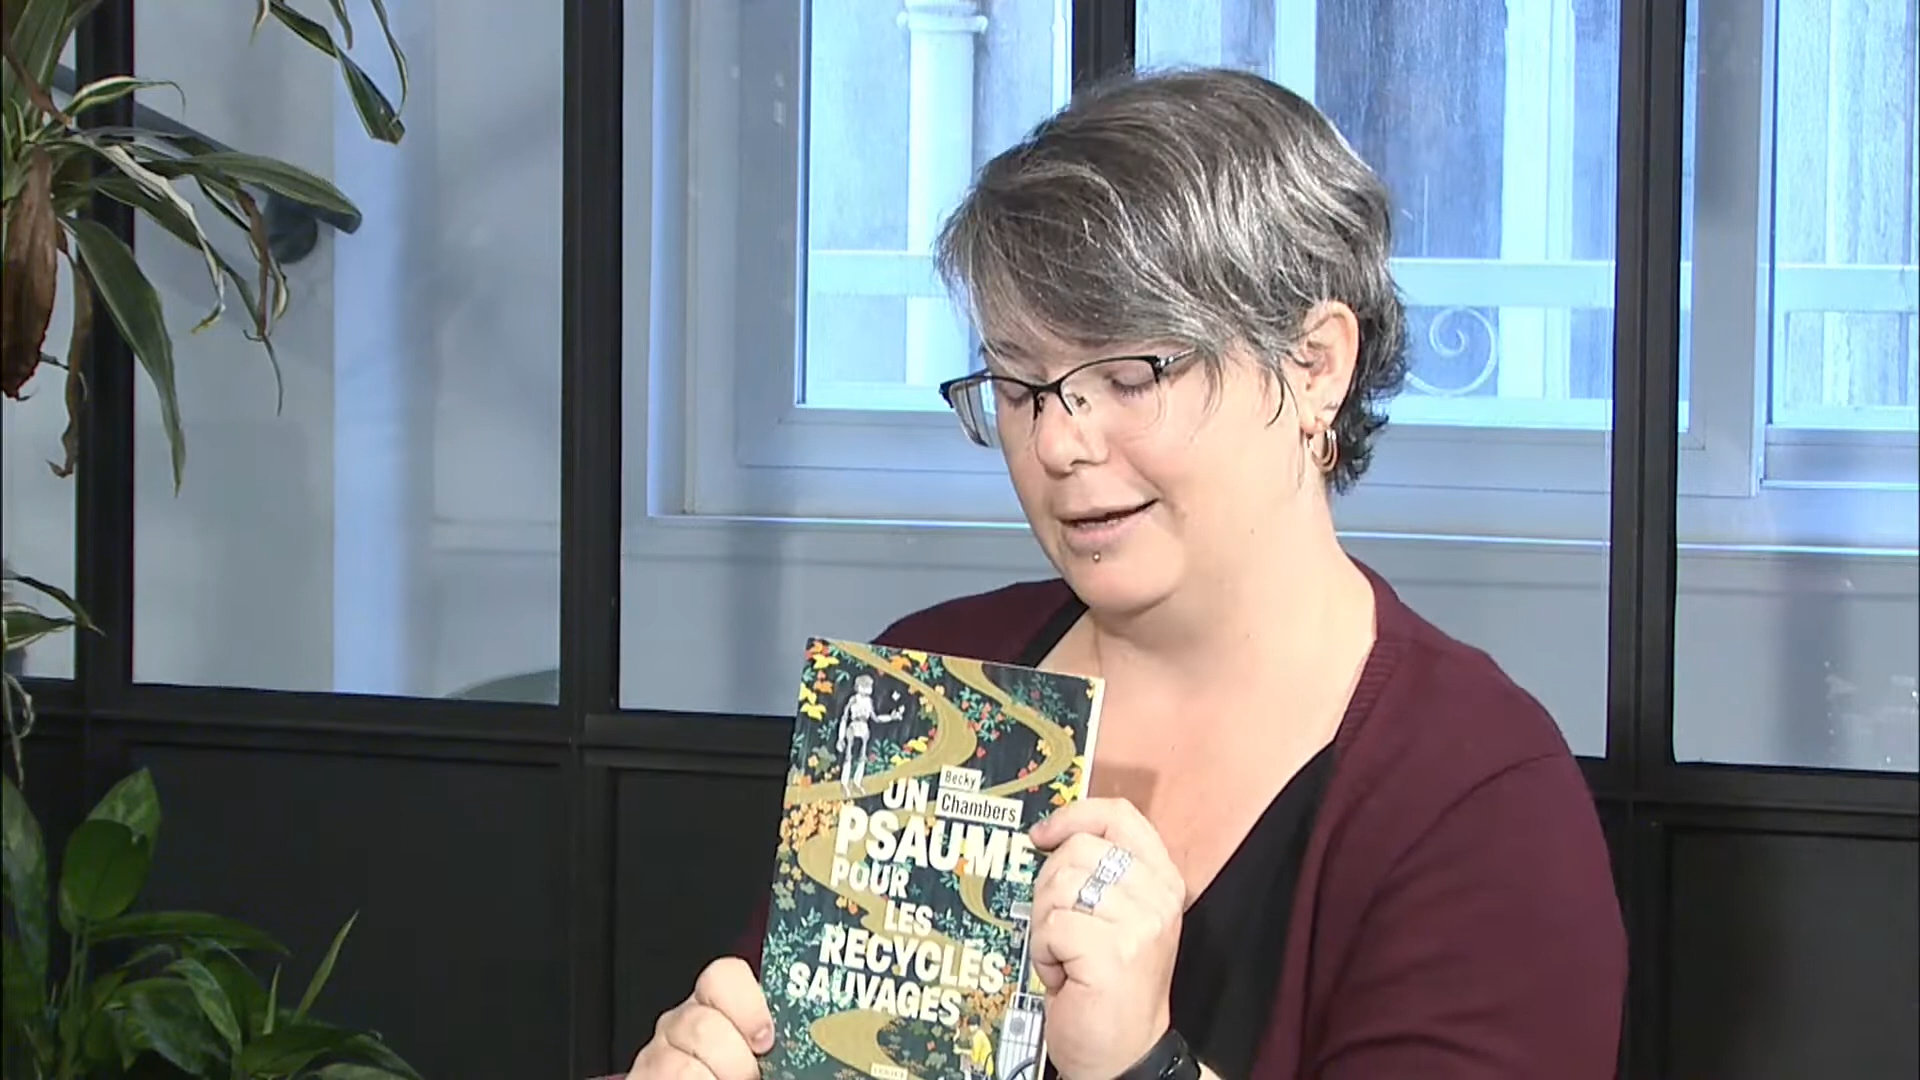 Becky
Chambers
UN
PSAUME
POUR
LES
RECYCLÉS
SAUVAGES